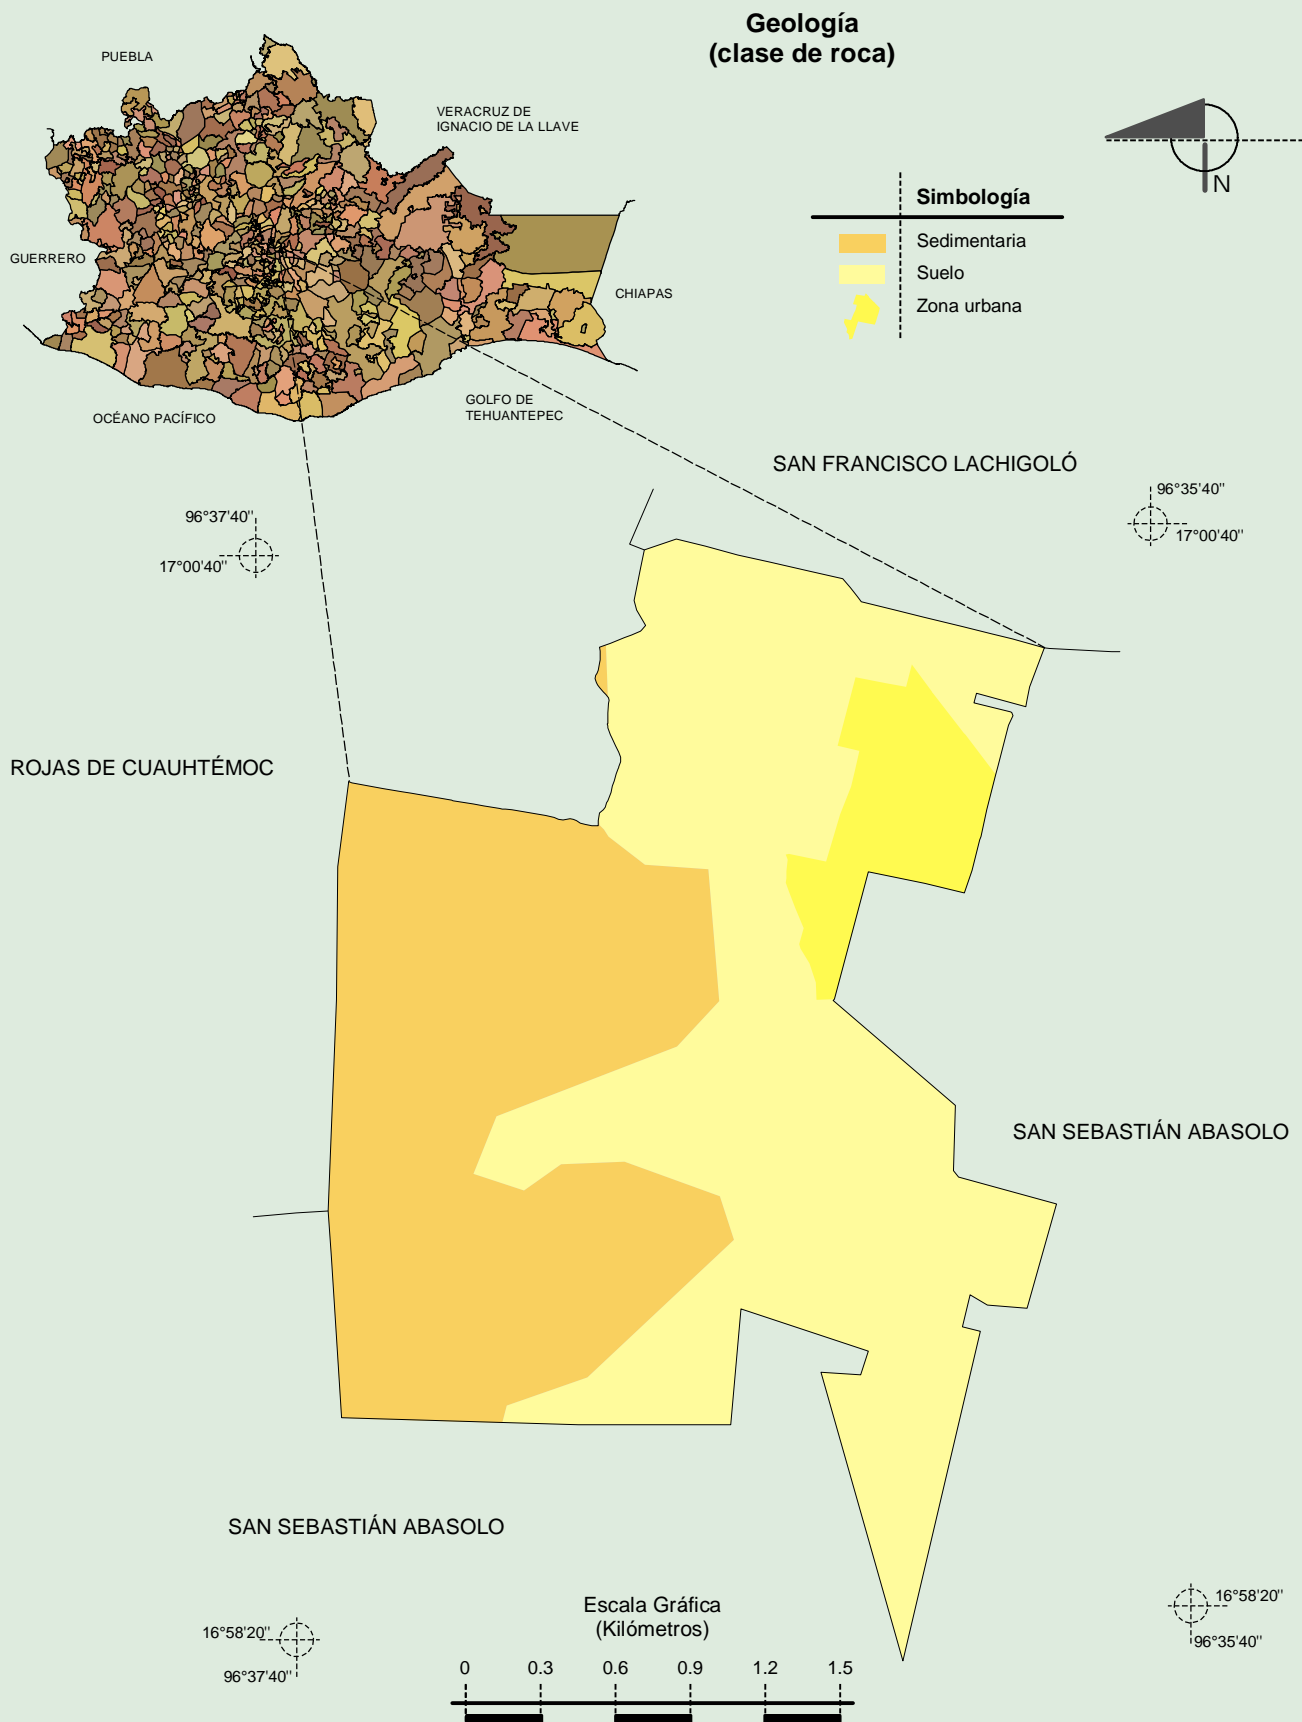 Geología
(clase de roca)
PUEBLA
VERACRUZ DE
IGNACIO DE LA LLAVE
GUERRERO
CHIAPAS
OCÉANO PACÍFICO
GOLFO DE
TEHUANTEPEC
N
Simbología
Sedimentaria
Suelo
Zona urbana
SAN FRANCISCO LACHIGOLÓ
96°37'40"
17°00'40"
96°35'40"
17°00'40"
ROJAS DE CUAUHTÉMOC
SAN SEBASTIÁN ABASOLO
SAN SEBASTIÁN ABASOLO
16°58'20"
96°37'40"
16°58'20"
96°35'40"
Escala Gráfica
(Kilómetros)
0 0.3 0.6 0.9 1.2 1.5